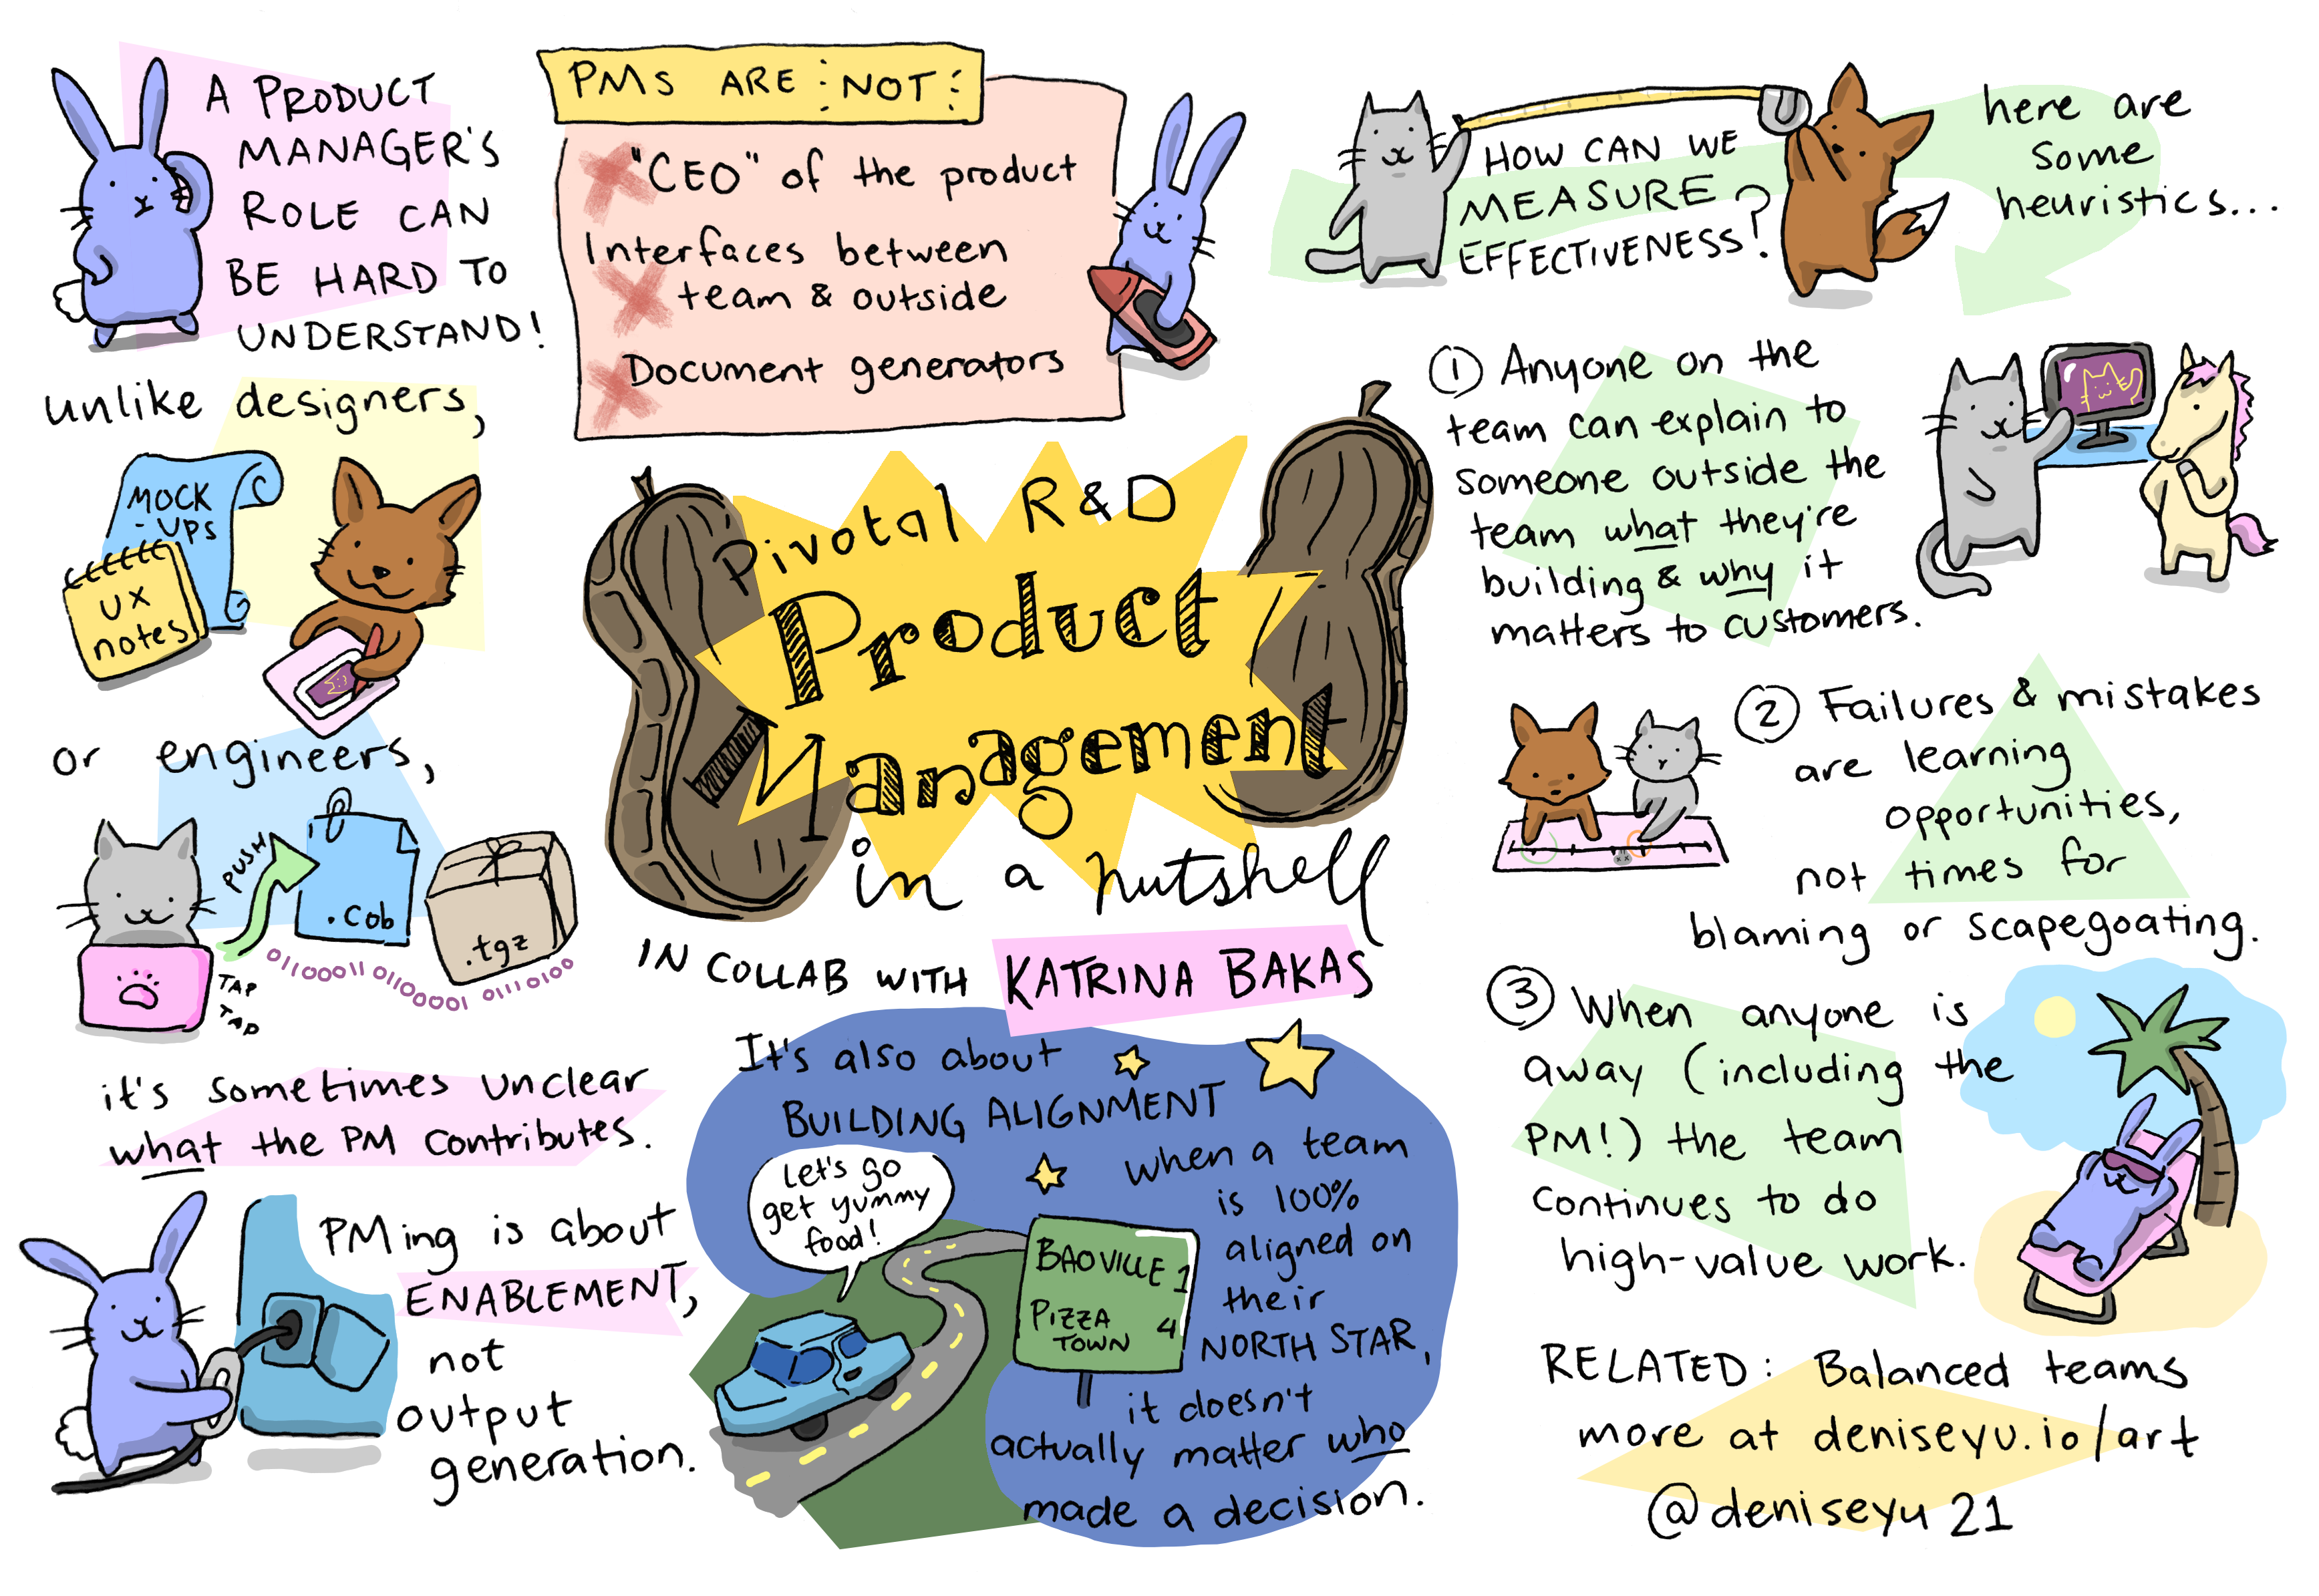 A PRODUCT
MANAGER'S
ROLE CAN
BE HARD TO
UNDERSTAND!
unlike designers,
MOCK
-UPS
UX
notes
or engineers,
PUSH
.cob
.tgz
TAP
TAP
01100011 01100001 01110100
it's sometimes unclear
what the PM contributes.
PMing is about
ENABLEMENT,
not
output
generation.
PMs ARE NOT:
"CEO" of the product
Interfaces between
team & outside
Document generators
Pivotal R&D
Product
Management
in a nutshell
IN COLLAB WITH KATRINA BAKAS
It's also about
BUILDING ALIGNMENT
when a team
is 100%
aligned on
their
NORTH STAR,
it doesn't
actually matter who
made a decision.
Let's go
get yummy
food!
BAOVILLE 1
PIZZA
TOWN 4
HOW CAN WE
MEASURE
EFFECTIVENESS?
here are
some
heuristics...
1 Anyone on the
team can explain to
someone outside the
team what they're
building & why it
matters to customers.
2 Failures & mistakes
are learning
opportunities,
not times for
blaming or scapegoating.
3 When anyone is
away (including the
PM!) the team
continues to do
high-value work.
RELATED: Balanced teams
more at deniseyu.io/art
@deniseyu21